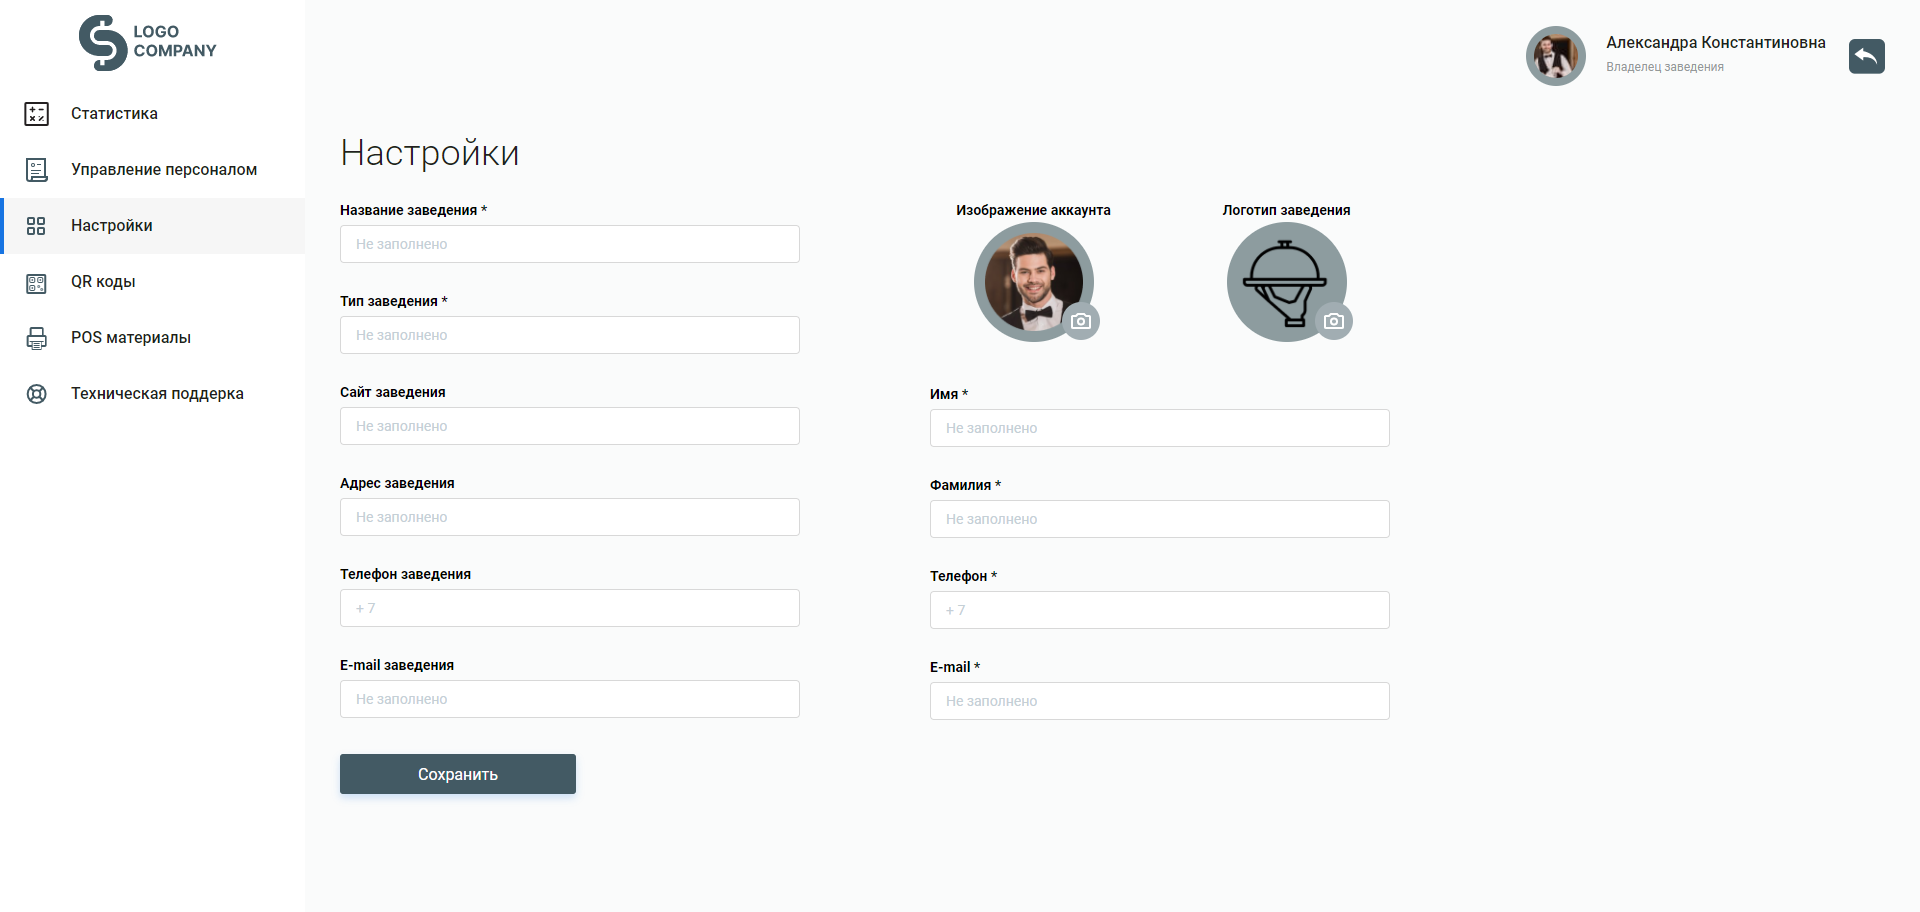 LOGO
COMPANY
Статистика
Управление персоналом
Настройки
QR коды
POS материалы
Техническая поддержка
Александра Константиновна
Владелец заведения
Настройки
Название заведения *
Не заполнено
Тип заведения *
Не заполнено
Сайт заведения
Не заполнено
Адрес заведения
Не заполнено
Телефон заведения
+ 7
E-mail заведения
Не заполнено
Сохранить
Изображение аккаунта
Логотип заведения
Имя *
Не заполнено
Фамилия *
Не заполнено
Телефон *
+ 7
E-mail *
Не заполнено